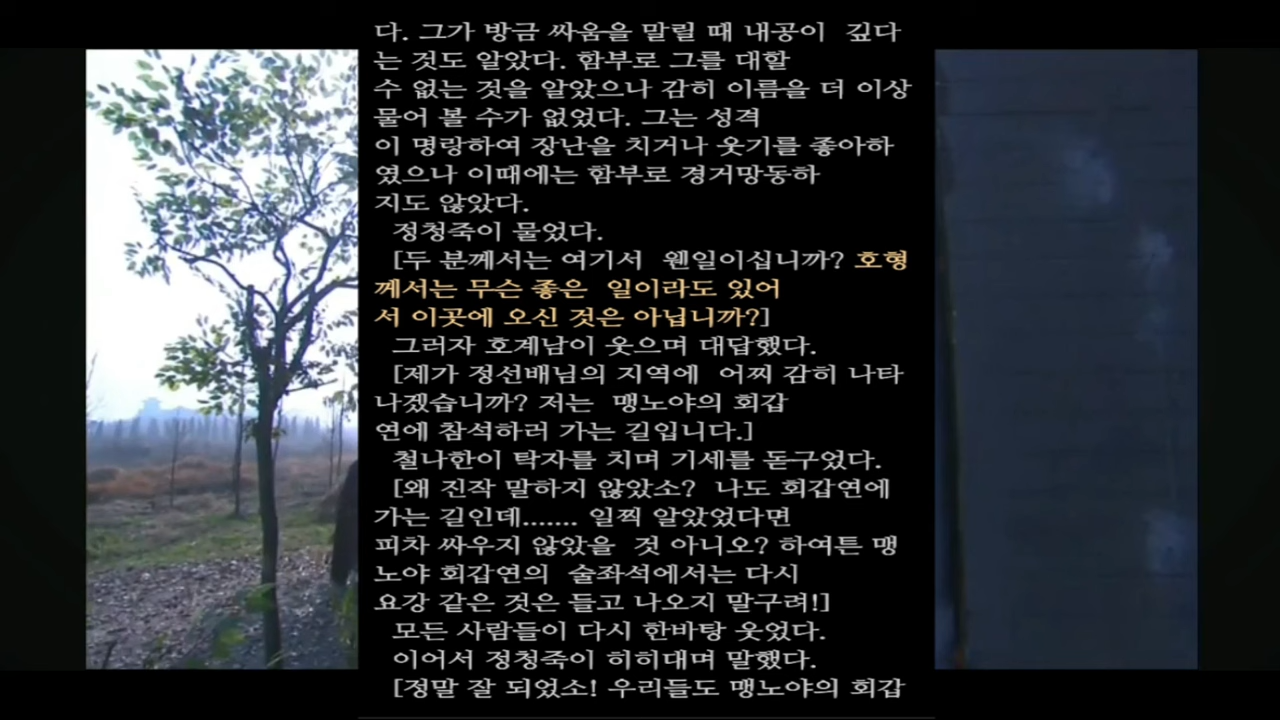 다. 그가 방금 싸움을 말릴 때 내공이 깊다
는 것도 알았다. 함부로 그를 대할
수 없는 것을 알았으나 감히 이름을 더 이상
물어 볼 수가 없었다. 그는 성격
이 명랑하여 장난을 치거나 웃기를 좋아하
였으나 이때에는 함부로 경거망동하
지도 않았다.
정청죽이 물었다.
[두 분께서는 여기서 웬일이십니까? 호형
께서는 무슨 좋은 일이라도 있어
서 이곳에 오신 것은 아닙니까?]
그러자 호계남이 웃으며 대답했다.
[제가 정선배님의 지역에 어찌 감히 나타
나겠습니까? 저는 맹노야의 회갑
연에 참석하러 가는 길입니다.]
철나한이 탁자를 치며 기세를 돋구었다.
[왜 진작 말하지 않았소? 나도 회갑연에
가는 길인데....... 일찍 알았었다면
피차 싸우지 않았을 것 아니오? 하여튼 맹
노야 회갑연의 술좌석에서는 다시
요강 같은 것은 들고 나오지 말구려!]
모든 사람들이 다시 한바탕 웃었다.
이어서 정청죽이 히히대며 말했다.
[정말 잘 되었소! 우리들도 맹노야의 회갑